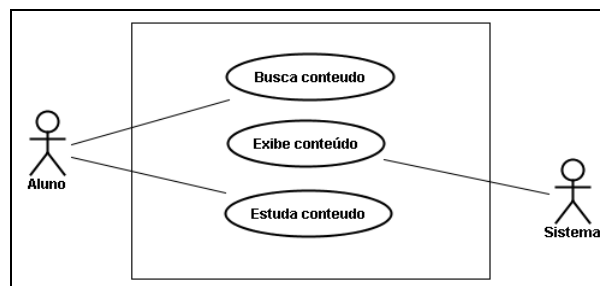 Busca conteudo
Exibe conteúdo
Aluno
Estuda conteudo
Sistema